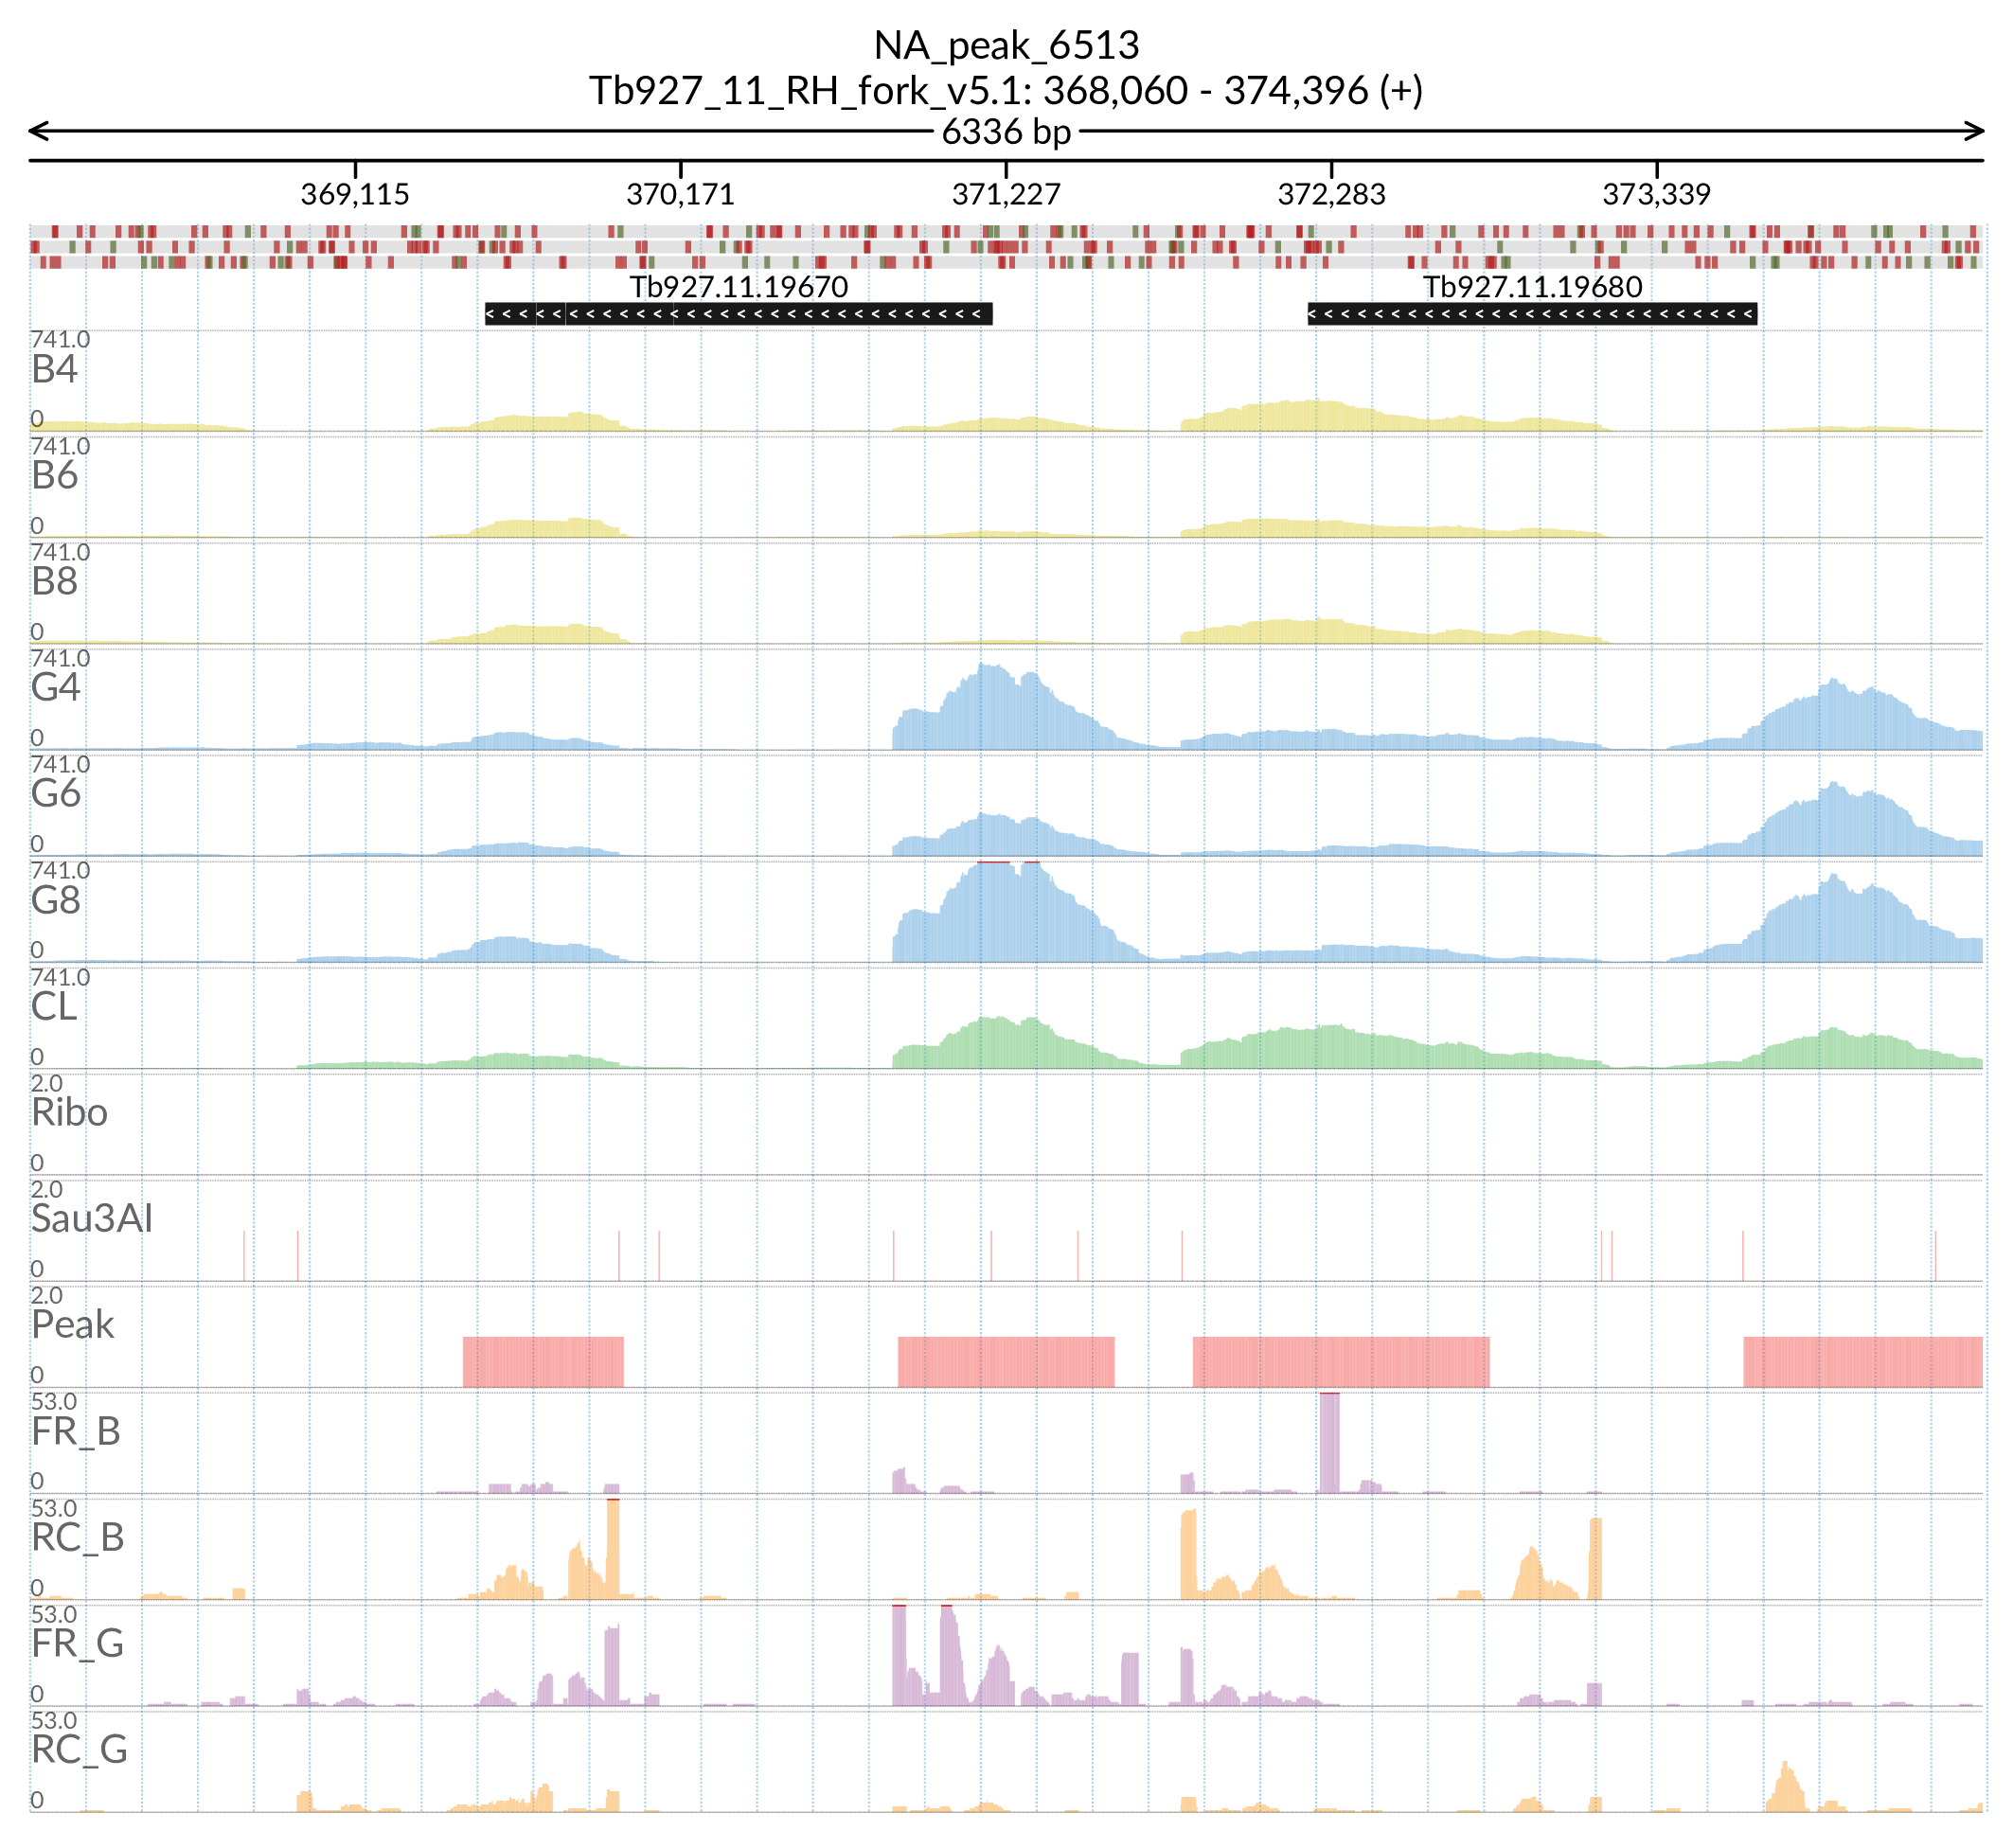 NA_peak_6513
Tb927_11_RH_fork_v5.1: 368,060 - 374,396 (+)
6336 bp
369,115 370,171 371,227 372,283 373,339
Tb927.11.19670 Tb927.11.19680
741.0
B4
0
741.0
B6
0
741.0
B8
0
741.0
G4
0
741.0
G6
0
741.0
G8
0
741.0
CL
0
2.0
Ribo
0
2.0
Sau3AI
0
2.0
Peak
0
53.0
FR_B
0
53.0
RC_B
0
53.0
FR_G
0
53.0
RC_G
0